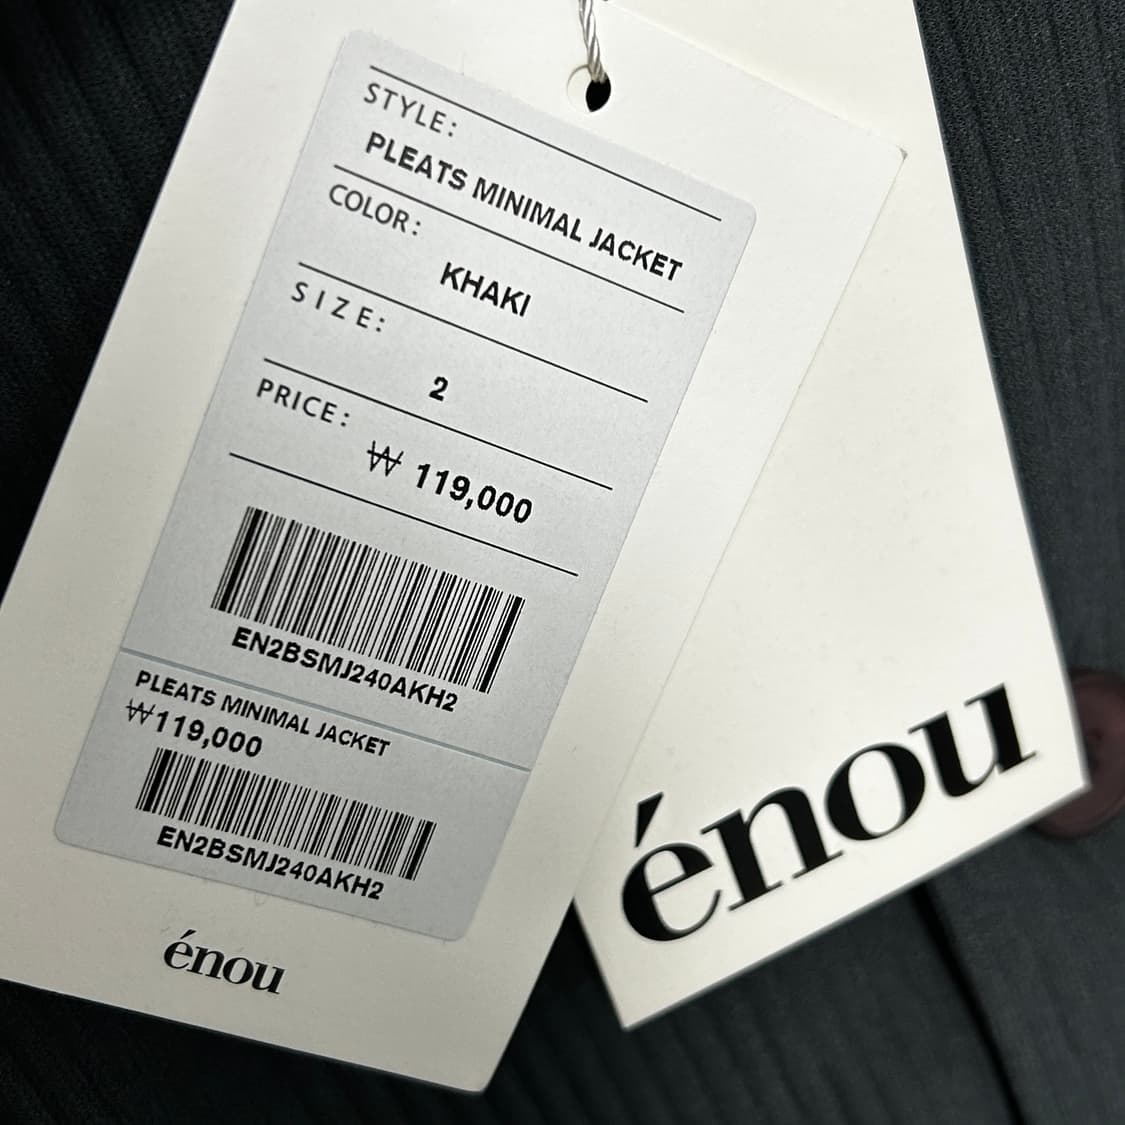 STYLE:
PLEATS MINIMAL JACKET
COLOR:
KHAKI
SIZE:
2
PRICE:
₩ 119,000
EN2BSMJ240AKH2
PLEATS MINIMAL JACKET
₩119,000
EN2BSMJ240AKH2
énou
énou